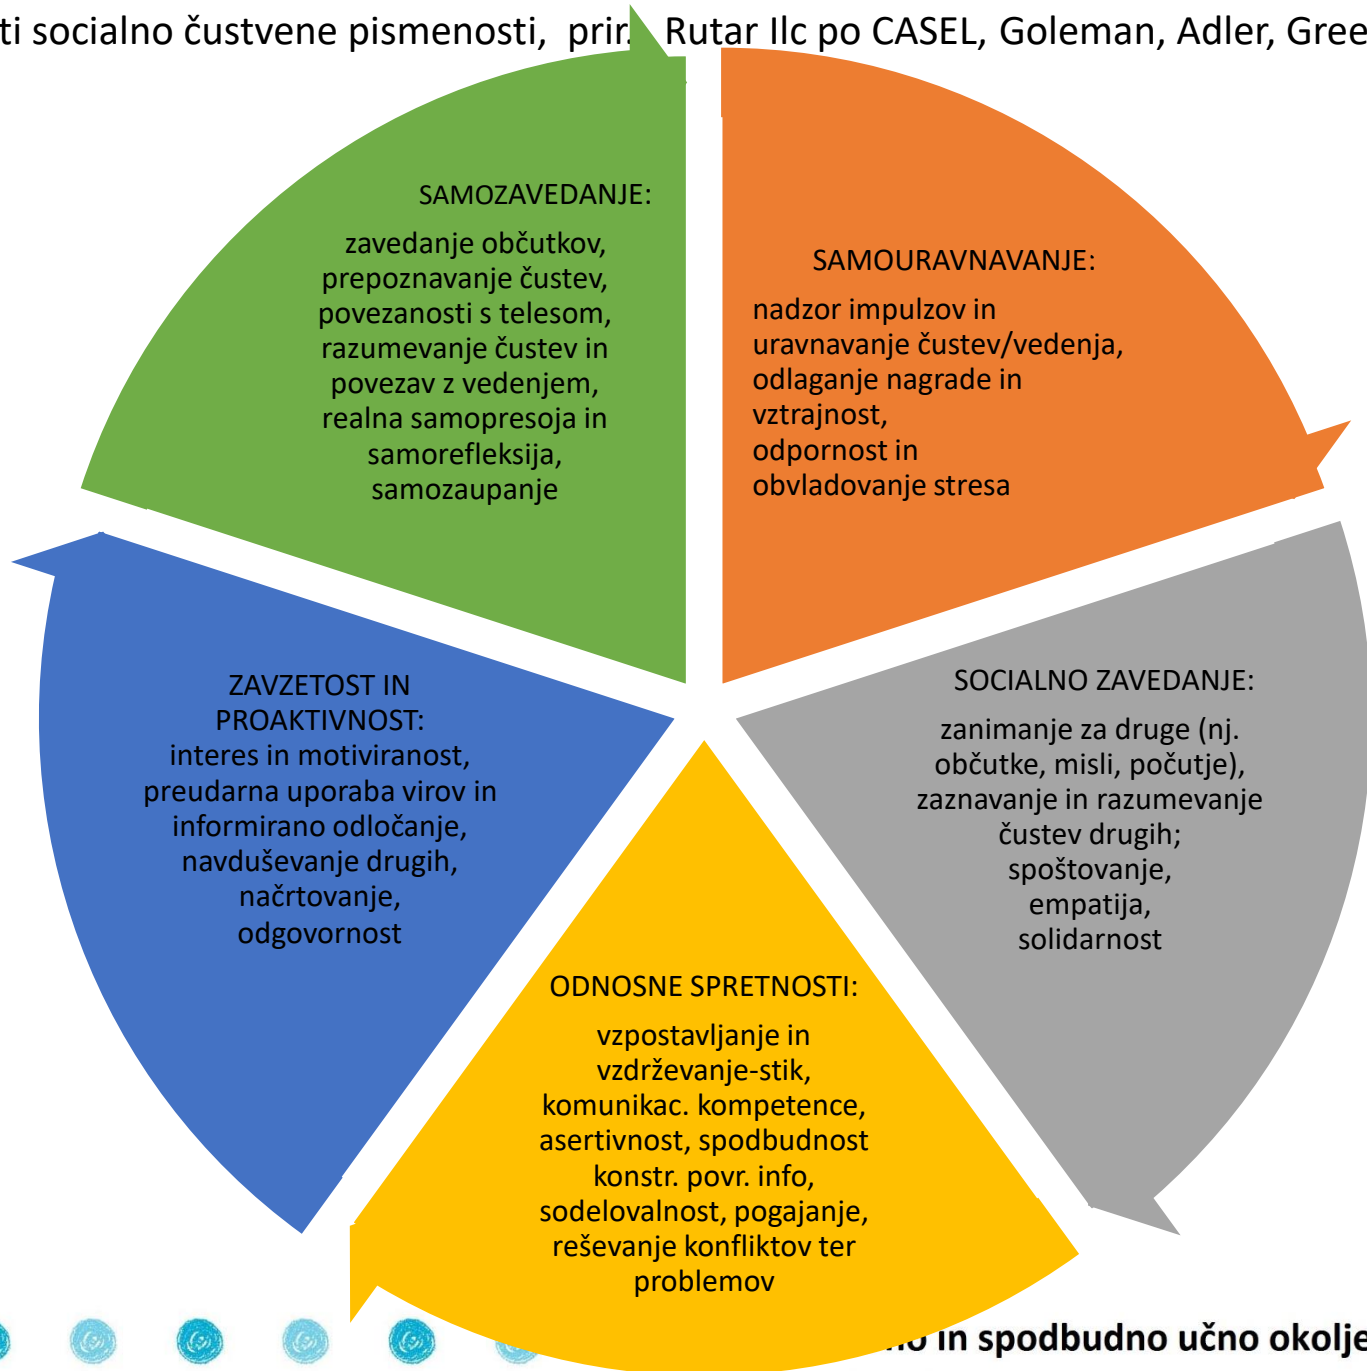 ti socialno čustvene pismenosti, prir. Rutar Ilc po CASEL, Goleman, Adler, Gree
SAMOZAVEDANJE:
zavedanje občutkov,
prepoznavanje čustev,
povezanosti s telesom,
razumevanje čustev in
povezav z vedenjem,
realna samopresoja in
samorefleksija,
samozaupanje
SAMOURAVNAVANJE:
nadzor impulzov in
uravnavanje čustev/vedenja,
odlaganje nagrade in
vztrajnost,
odpornost in
obvladovanje stresa
ZAVZETOST IN
PROAKTIVNOST:
interes in motiviranost,
preudarna uporaba virov in
informirano odločanje,
navduševanje drugih,
načrtovanje,
odgovornost
SOCIALNO ZAVEDANJE:
zanimanje za druge (nj.
občutke, misli, počutje),
zaznavanje in razumevanje
čustev drugih;
spoštovanje,
empatija,
solidarnost
ODNOSNE SPRETNOSTI:
vzpostavljanje in
vzdrževanje-stik,
komunikac. kompetence,
asertivnost, spodbudnost
konstr. povr. info,
sodelovalnost, pogajanje,
reševanje konfliktov ter
problemov
in spodbudno učno okolje